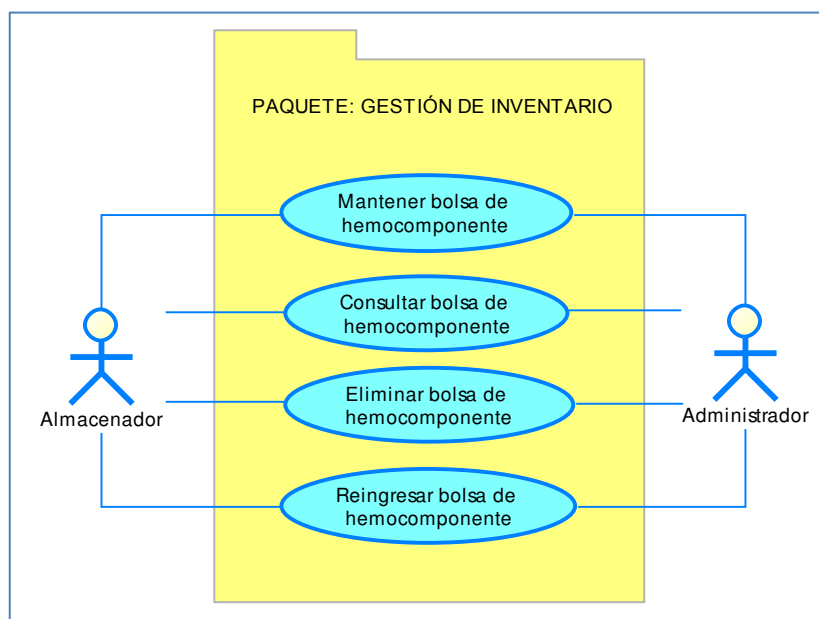 PAQUETE: GESTIÓN DE INVENTARIO
Mantener bolsa de
hemocomponente
Consultar bolsa de
hemocomponente
Eliminar bolsa de
hemocomponente
Almacenador
Administrador
Reingresar bolsa de
hemocomponente